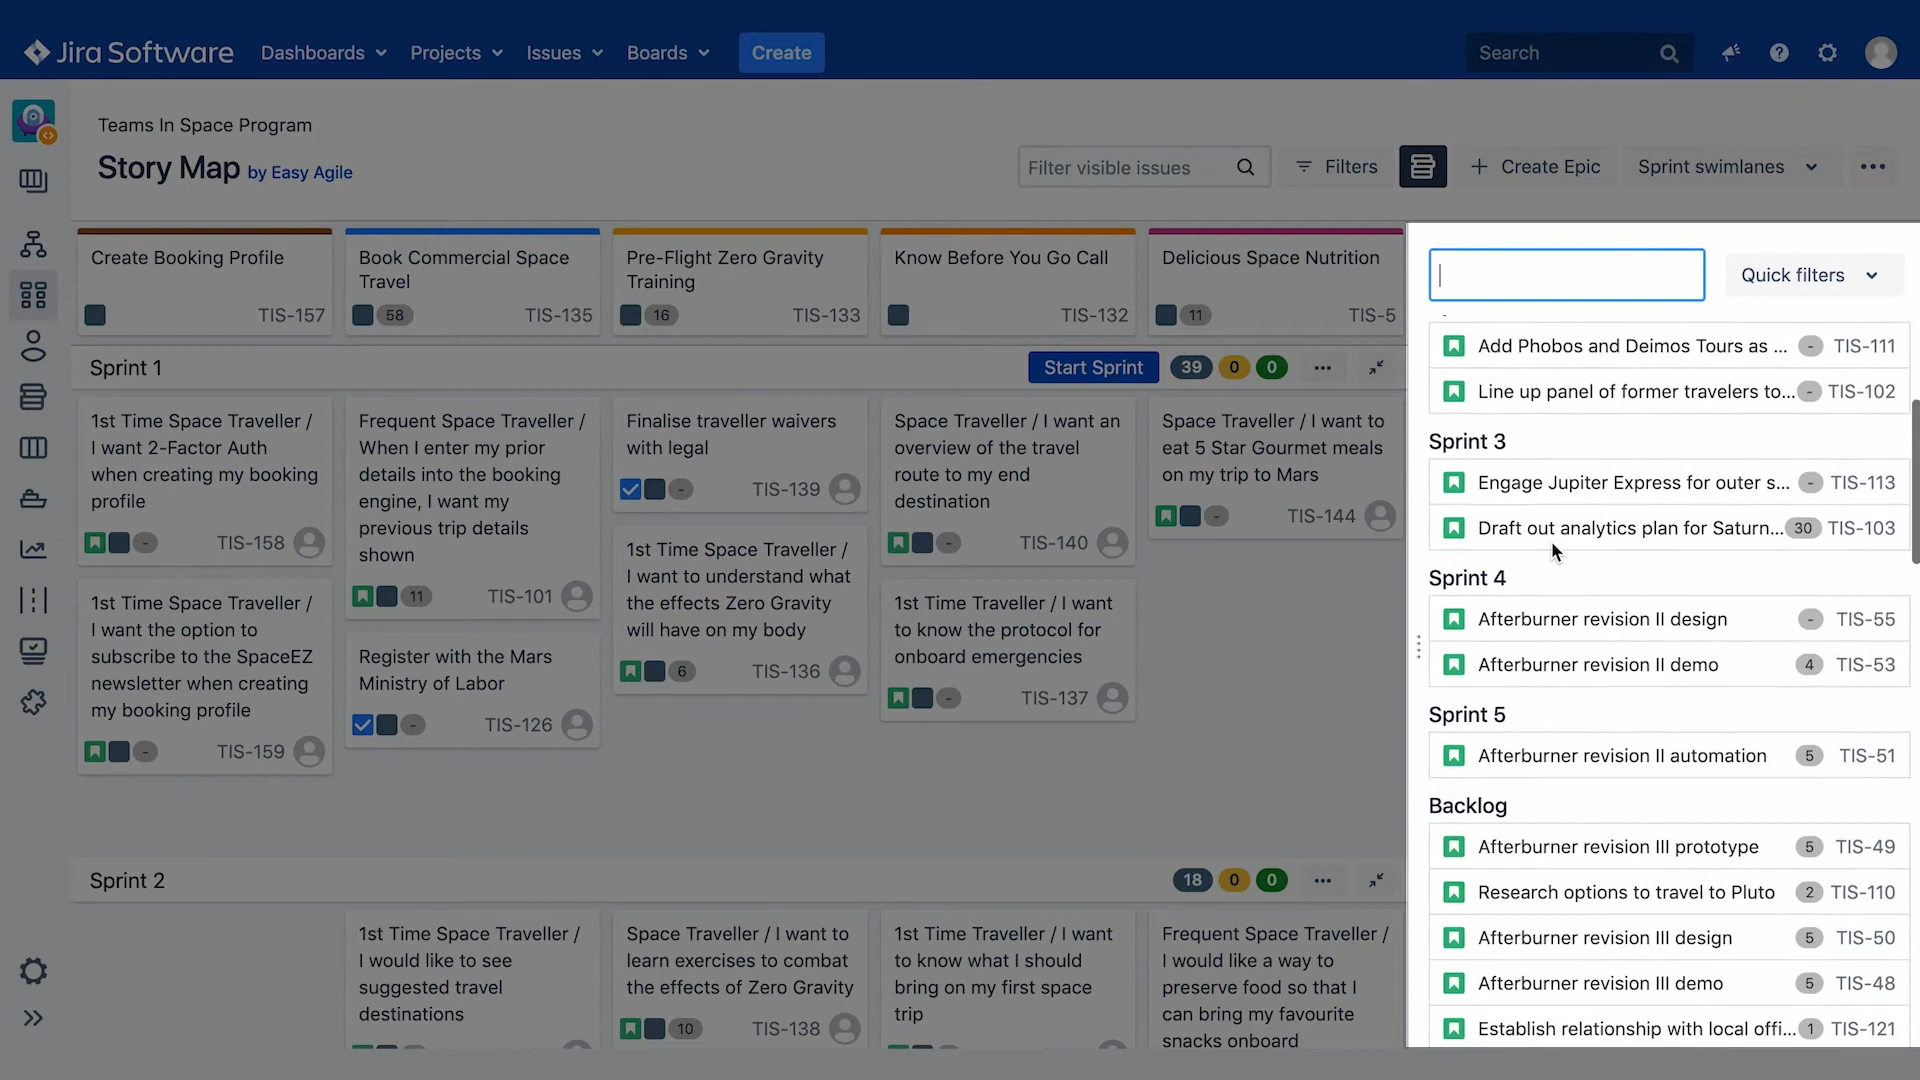 Jira Software
Dashboards
Projects
Issues
Boards
Create
Search
Teams In Space Program
Story Map by Easy Agile
Filter visible issues
Filters
Create Epic
Sprint swimlanes
Create Booking Profile
TIS-157
Book Commercial Space
Travel
58
TIS-135
Pre-Flight Zero Gravity
Training
16
TIS-133
Know Before You Go Call
TIS-132
Delicious Space Nutrition
11
TIS-5
Sprint 1
Start Sprint
39
0
0
1st Time Space Traveller /
I want 2-Factor Auth
when creating my booking
profile
-
TIS-158
1st Time Space Traveller /
I want the option to
subscribe to the SpaceEZ
newsletter when creating
my booking profile
-
TIS-159
Frequent Space Traveller /
When I enter my prior
details into the booking
engine, I want my
previous trip details
shown
11
TIS-101
Register with the Mars
Ministry of Labor
-
TIS-126
Finalise traveller waivers
with legal
-
TIS-139
1st Time Space Traveller /
I want to understand what
the effects Zero Gravity
will have on my body
6
TIS-136
Space Traveller / I want an
overview of the travel
route to my end
destination
-
TIS-140
1st Time Traveller / I want
to know the protocol for
onboard emergencies
-
TIS-137
Space Traveller / I want to
eat 5 Star Gourmet meals
on my trip to Mars
-
TIS-144
Sprint 2
18
0
0
1st Time Space Traveller /
I would like to see
suggested travel
destinations
Space Traveller / I want to
learn exercises to combat
the effects of Zero Gravity
10
TIS-138
1st Time Traveller / I want
to know what I should
bring on my first space
trip
Frequent Space Traveller /
I would like a way to
preserve food so that I
can bring my favourite
snacks onboard
Quick filters
Add Phobos and Deimos Tours as ... - TIS-111
Line up panel of former travelers to... - TIS-102
Sprint 3
Engage Jupiter Express for outer s... - TIS-113
Draft out analytics plan for Saturn... 30 TIS-103
Sprint 4
Afterburner revision II design - TIS-55
Afterburner revision II demo 4 TIS-53
Sprint 5
Afterburner revision II automation 5 TIS-51
Backlog
Afterburner revision III prototype 5 TIS-49
Research options to travel to Pluto 2 TIS-110
Afterburner revision III design 5 TIS-50
Afterburner revision III demo 5 TIS-48
Establish relationship with local offi... 1 TIS-121